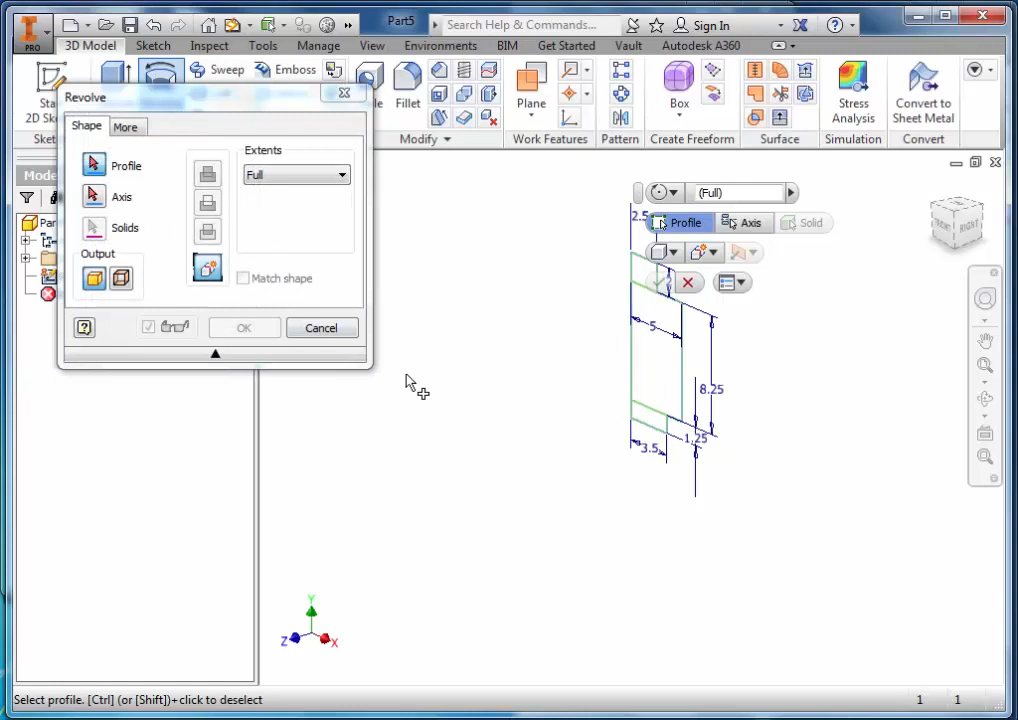 Part5
Search Help & Commands...
Sign In
PRO
3D Model
Sketch
Inspect
Tools
Manage
View
Environments
BIM
Get Started
Vault
Autodesk A360
Sweep
Emboss
Fillet
Plane
Box
Stress
Analysis
Convert to
Sheet Metal
Modify
Work Features
Pattern
Create Freeform
Surface
Simulation
Convert
Revolve
Shape
More
Profile
Axis
Solids
Output
Extents
Full
Match shape
OK
Cancel
(Full)
Profile
Axis
Solid
2.5
5
8.25
1.25
3.5
RIGHT
Y
Z
X
Select profile. [Ctrl] (or [Shift])+click to deselect
1
1